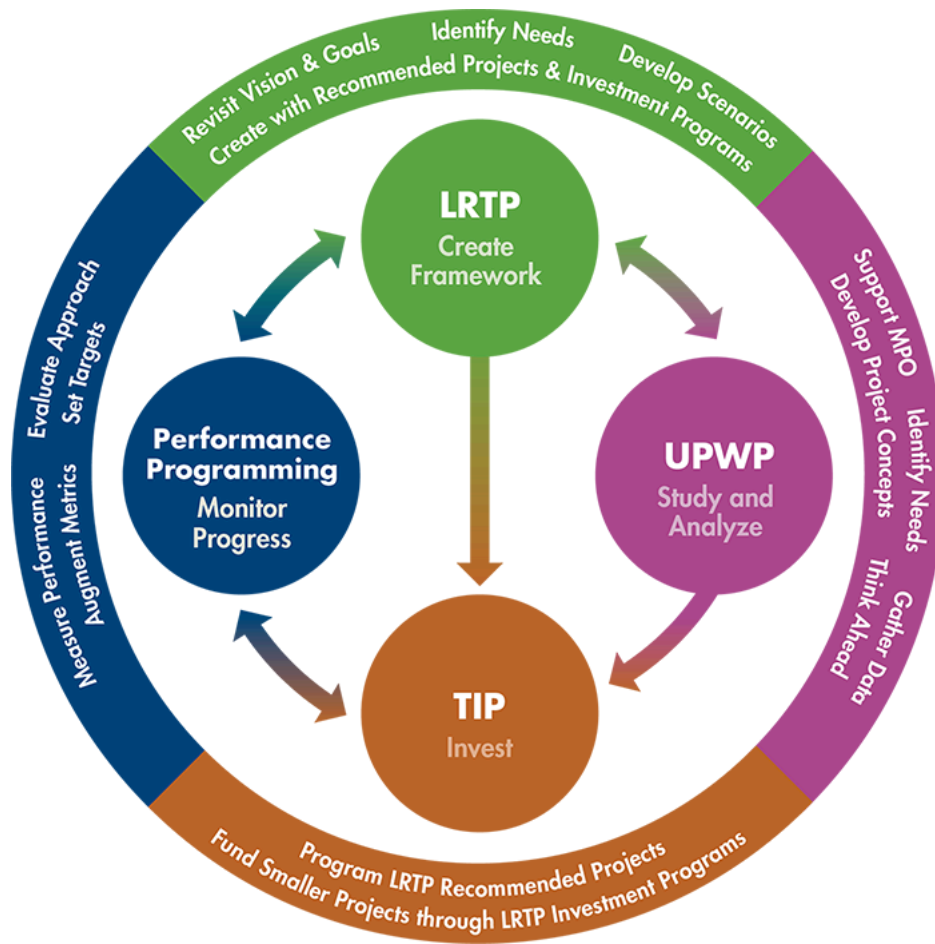 Revisit Vision & Goals
Identify Needs
Develop Scenarios
Create with Recommended Projects & Investment Programs
LRTP
Create
Framework
Evaluate Approach
Set Targets
Measure Performance
Augment Metrics
Performance
Programming
Monitor
Progress
UPWP
Study and
Analyze
Support MPO
Develop Project Concepts
Identify Needs
Gather Data
Think Ahead
TIP
Invest
Program LRTP Recommended Projects
Fund Smaller Projects through LRTP Investment Programs